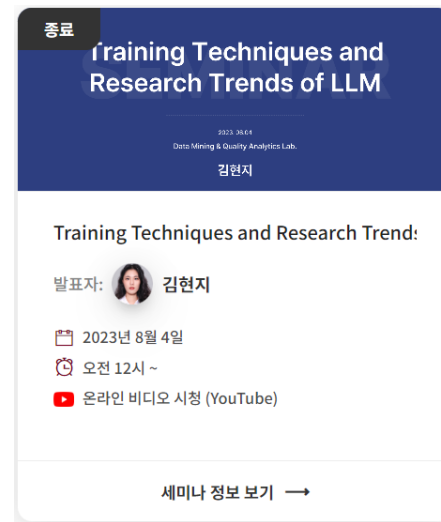 종료
Training Techniques and
Research Trends of LLM
SEMINAR
2023. 08.04
Data Mining & Quality Analytics Lab.
김현지
Training Techniques and Research Trends
발표자: 김현지
2023년 8월 4일
오전 12시 ~
온라인 비디오 시청 (YouTube)
세미나 정보 보기 ⟶